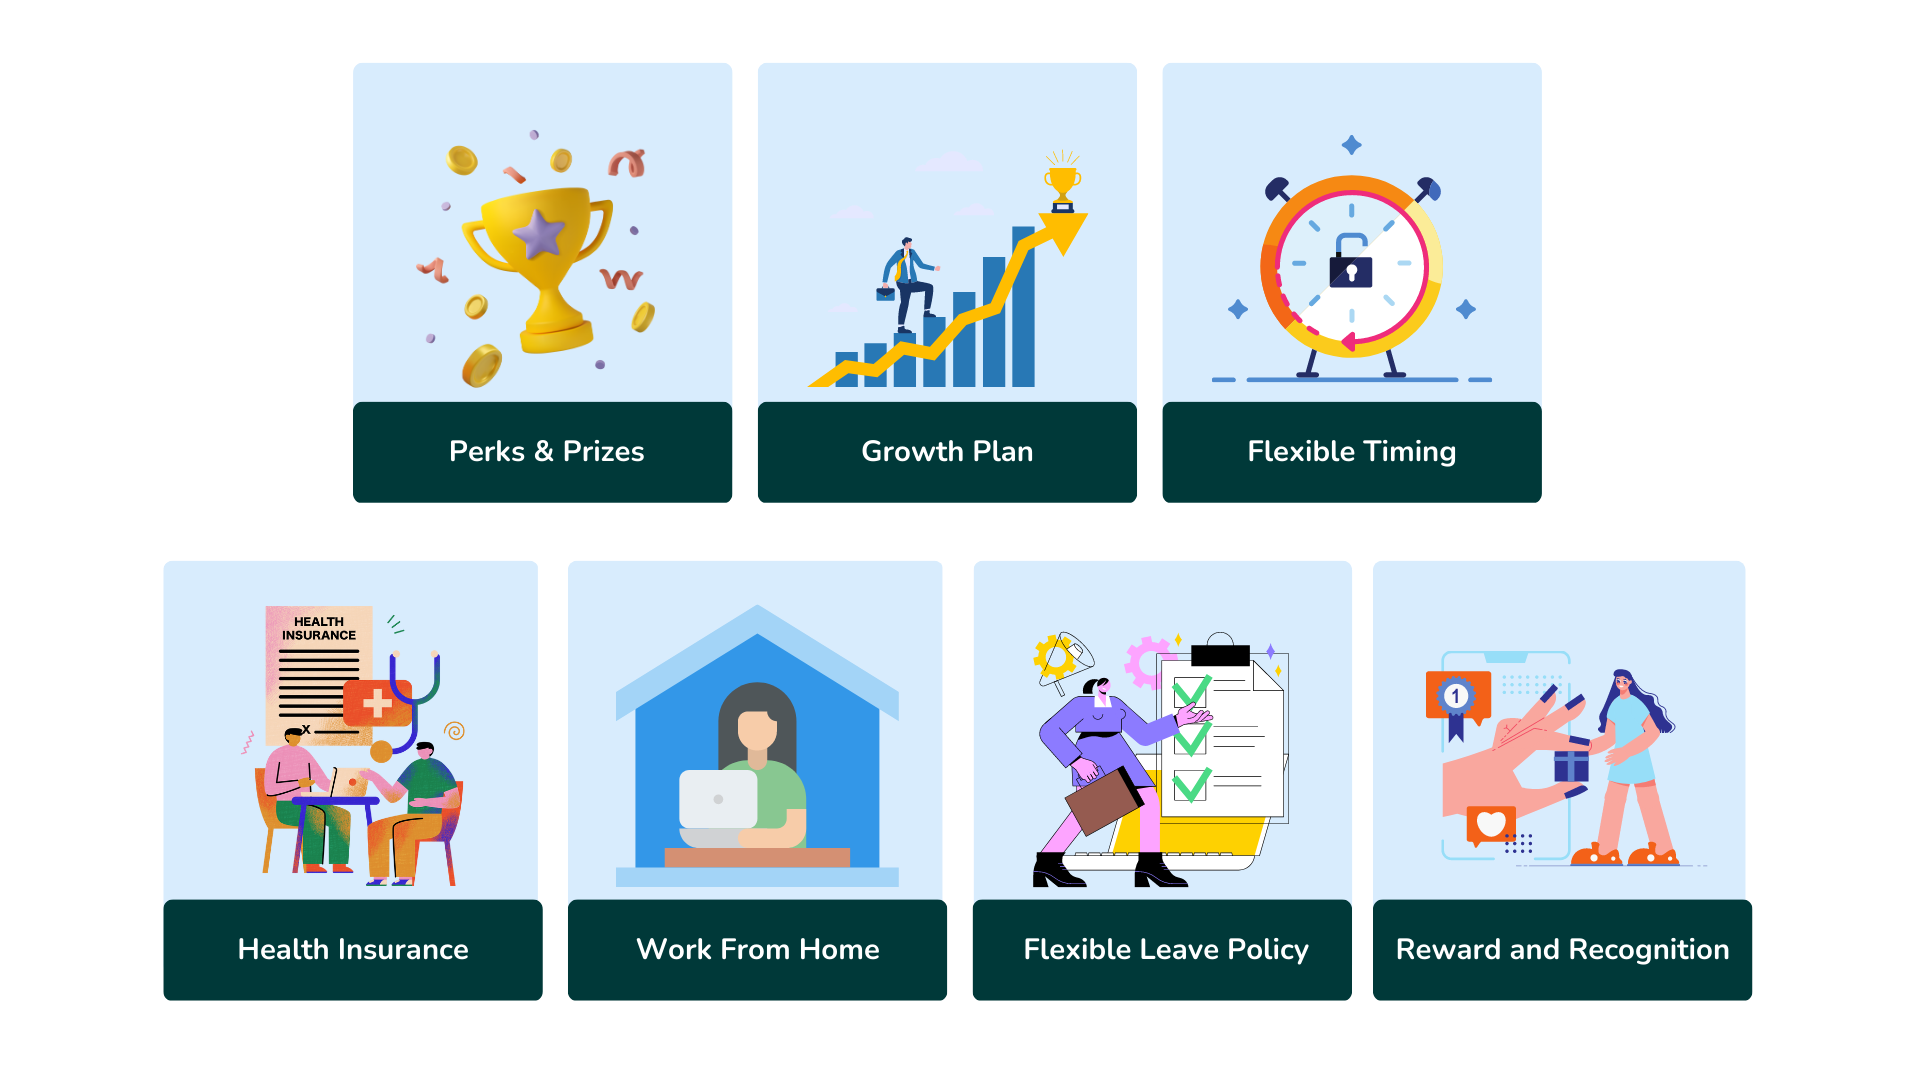 Perks & Prizes
Growth Plan
Flexible Timing
HEALTH
INSURANCE
X
1
Health Insurance
Work From Home
Flexible Leave Policy
Reward and Recognition